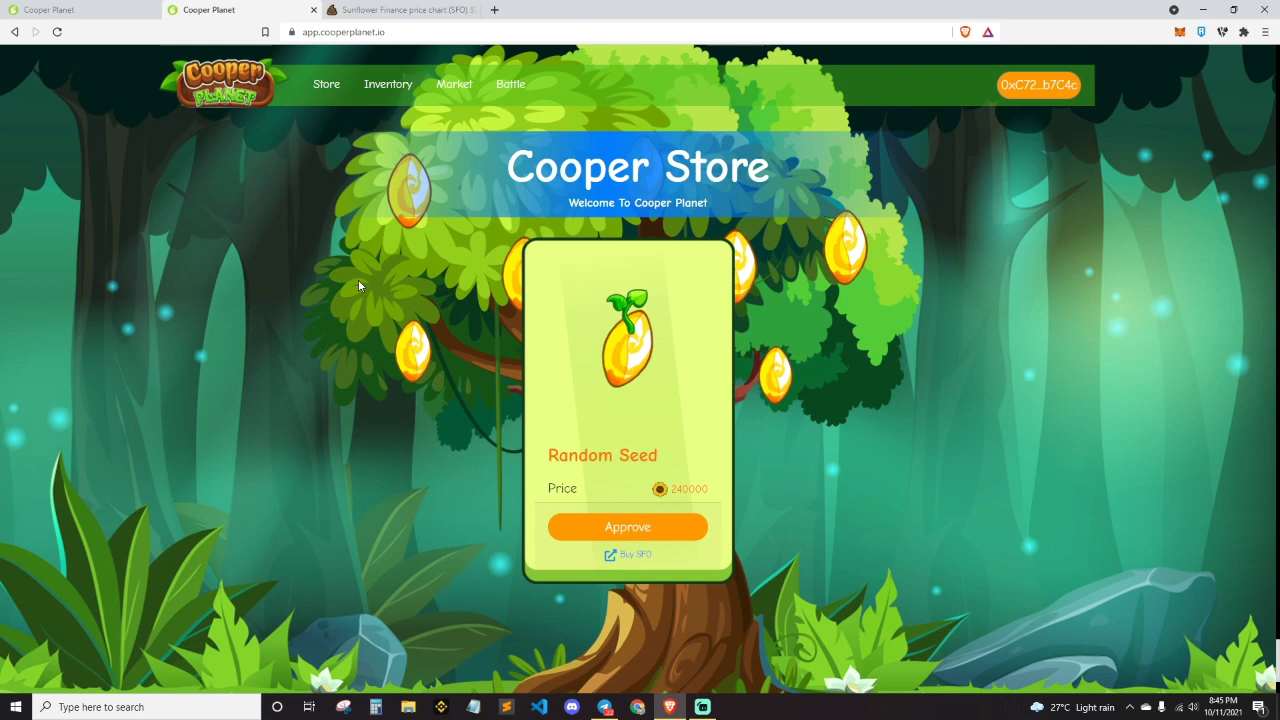 Cooper Planet
Cooper Planet
Sunflower Finance price chart (SFO) $
app.cooperplanet.io
Cooper
PLANET
Store
Inventory
Market
Battle
0xC72...b7C4c
Cooper Store
Welcome To Cooper Planet
Random Seed
Price
240000
Approve
Buy SFO
Type here to search
27°C Light rain
8:45 PM
10/11/2021